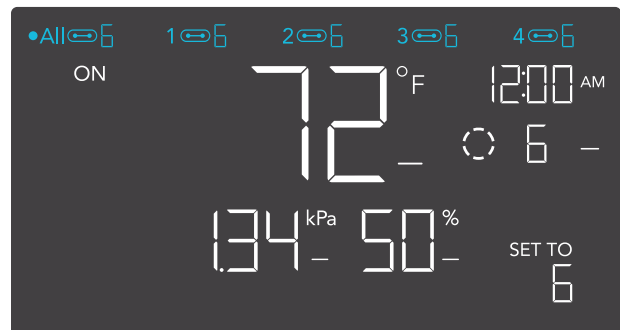 •All 6 1 6 2 6 3 6 4 6
ON 72 °F 12:00 AM
6 –
1.34 kPa – 50 % –
SET TO
6